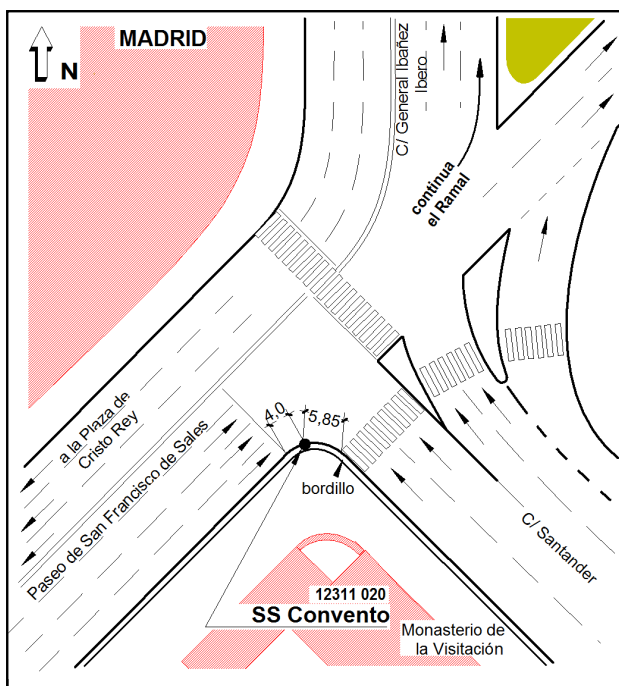 MADRID
N
C/ General Ibañez
Ibero
continua
el Ramal
a la Plaza de
Cristo Rey
Paseo de San Francisco de Sales
4,0
5,85
bordillo
C/ Santander
12311 020
SS Convento
Monasterio de
la Visitación